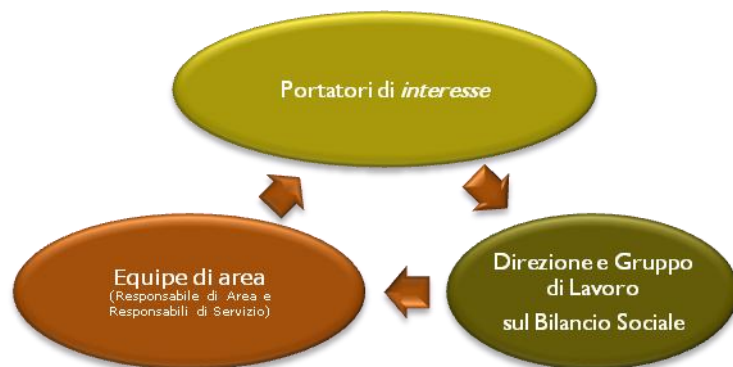 Portatori di interesse
Equipe di area
(Responsabile di Area e
Responsabili di Servizio)
Direzione e Gruppo
di Lavoro
sul Bilancio Sociale